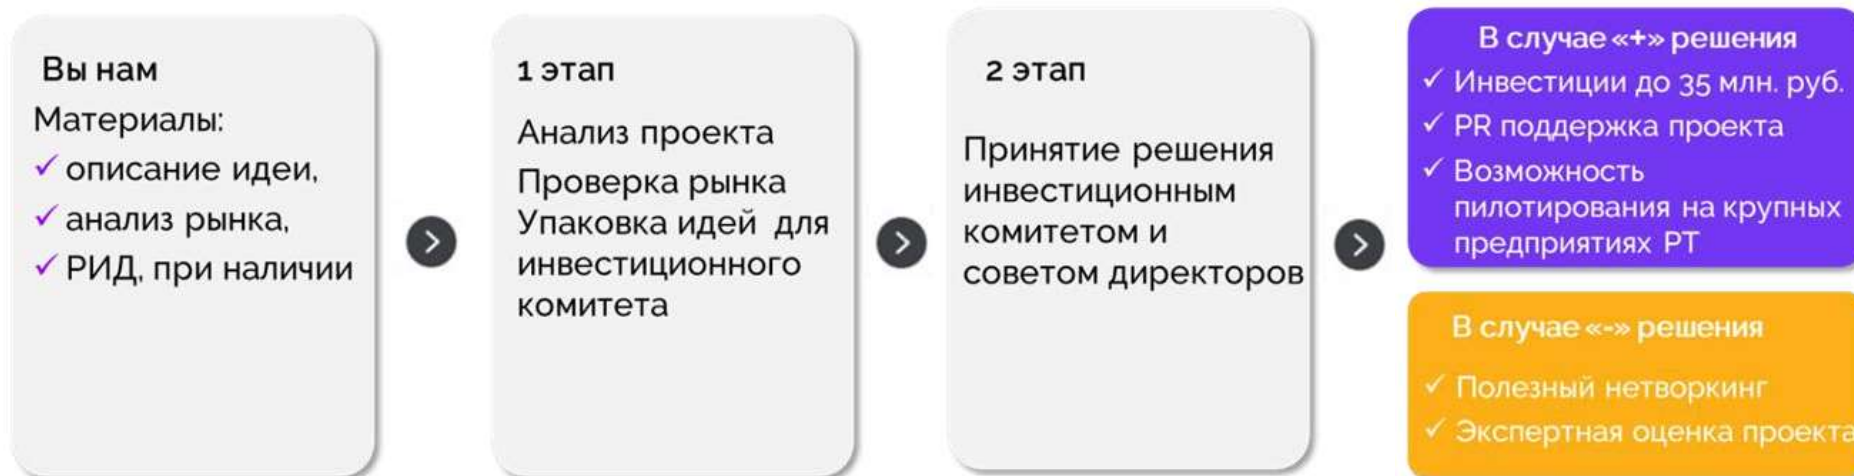 Вы нам
Материалы:
✓ описание идеи,
✓ анализ рынка,
✓ РИД, при наличии
1 этап
Анализ проекта
Проверка рынка
Упаковка идей для
инвестиционного
комитета
2 этап
Принятие решения
инвестиционным
комитетом и
советом директоров
В случае «+» решения
✓ Инвестиции до 35 млн. руб.
✓ PR поддержка проекта
✓ Возможность
пилотирования на крупных
предприятиях РТ
В случае «-» решения
✓ Полезный нетворкинг
✓ Экспертная оценка проекта